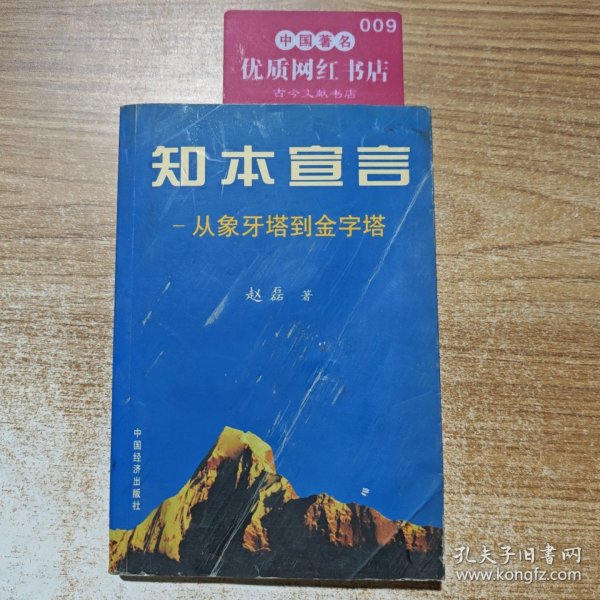 009
中国著名
优质网红书店
古今文献书店
知本宣言
-从象牙塔到金字塔
赵磊 著
中国经济出版社
孔夫子旧书网
www.kongfz.com